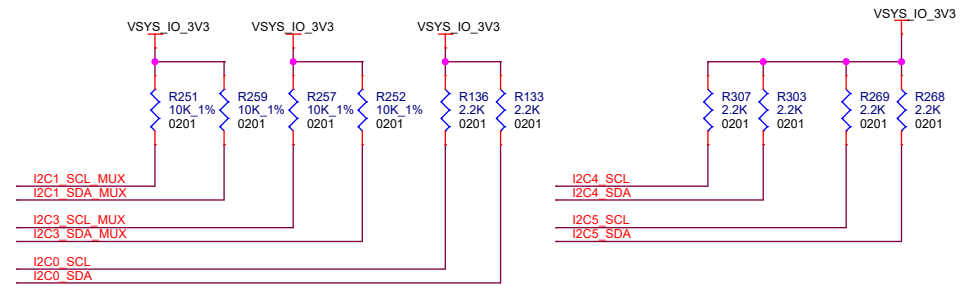 VSYS_IO_3V3 VSYS_IO_3V3 VSYS_IO_3V3 VSYS_IO_3V3
R251 R259 R257 R252 R136 R133 R307 R303 R269 R268
10K_1% 10K_1% 10K_1% 10K_1% 2.2K 2.2K 2.2K 2.2K 2.2K 2.2K
0201 0201 0201 0201 0201 0201 0201 0201 0201 0201
I2C1_SCL_MUX I2C4_SCL
I2C1_SDA_MUX I2C4_SDA
I2C3_SCL_MUX I2C5_SCL
I2C3_SDA_MUX I2C5_SDA
I2C0_SCL
I2C0_SDA